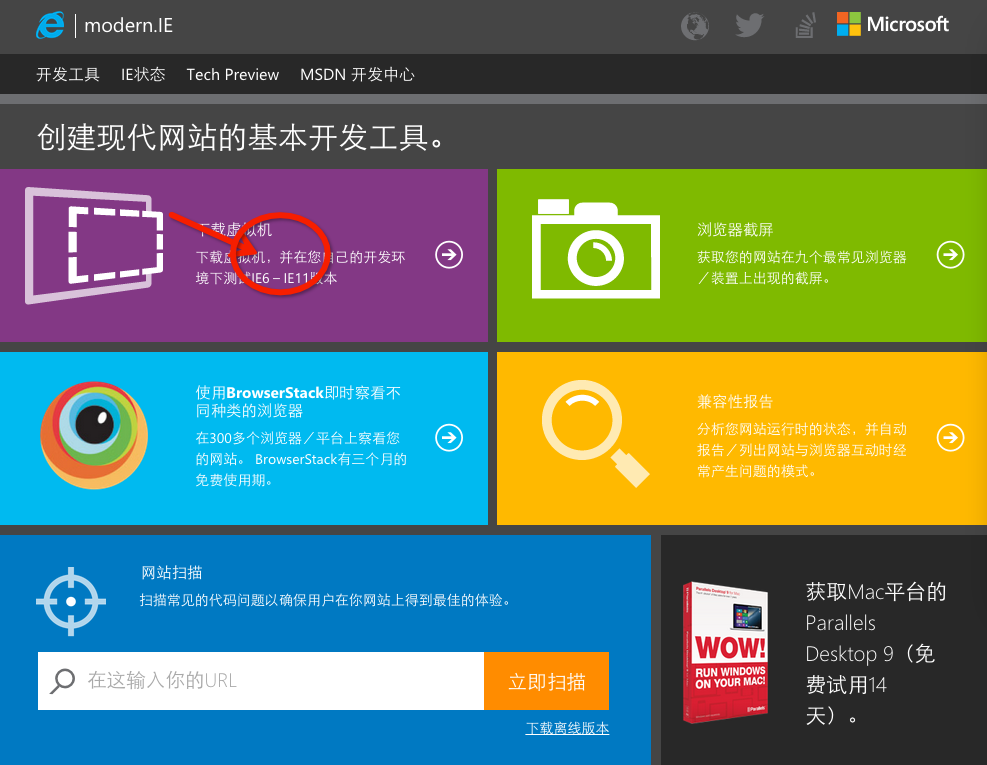 modern.IE
Microsoft
开发工具 IE状态 Tech Preview MSDN 开发中心
创建现代网站的基本开发工具。
下载虚拟机
下载虚拟机，并在您自己的开发环
境下测试IE6 – IE11版本
浏览器截屏
获取您的网站在九个最常见浏览器
／装置上出现的截屏。
使用BrowserStack即时察看不
同种类的浏览器
在300多个浏览器／平台上察看您
的网站。 BrowserStack有三个月的
免费使用期。
兼容性报告
分析您网站运行时的状态，并自动
报告／列出网站与浏览器互动时经
常产生问题的模式。
网站扫描
扫描常见的代码问题以确保用户在你网站上得到最佳的体验。
在这输入你的URL
立即扫描
下载离线版本
WOW!
RUN WINDOWS
ON YOUR MAC!
获取Mac平台的
Parallels
Desktop 9（免
费试用14
天）。